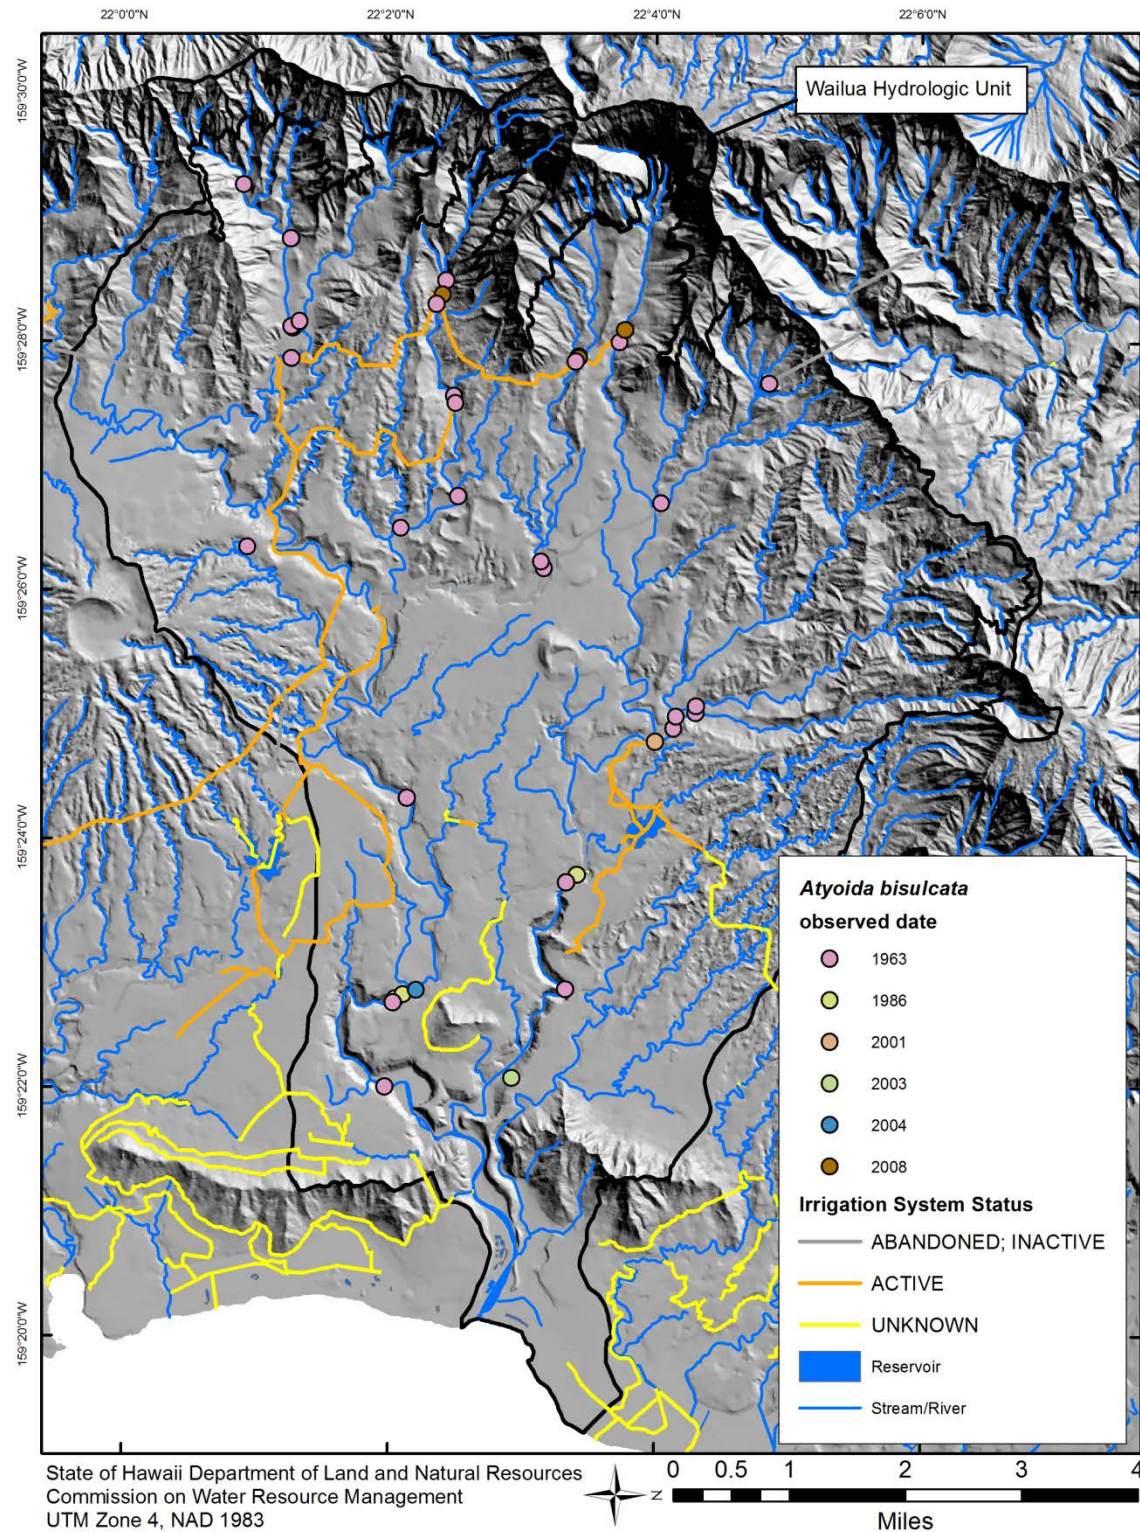 22°0'0"N 22°2'0"N 22°4'0"N 22°6'0"N
159°30'0"W
Wailua Hydrologic Unit
159°28'0"W
159°26'0"W
159°24'0"W
159°22'0"W
159°20'0"W
Atyoida bisulcata
observed date
1963
1986
2001
2003
2004
2008
Irrigation System Status
ABANDONED; INACTIVE
ACTIVE
UNKNOWN
Reservoir
Stream/River
State of Hawaii Department of Land and Natural Resources
Commission on Water Resource Management
UTM Zone 4, NAD 1983
N
0 0.5 1 2 3 4
Miles